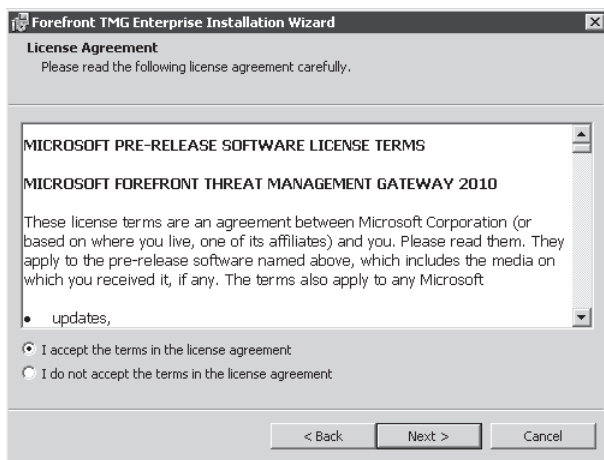 Forefront TMG Enterprise Installation Wizard
License Agreement
Please read the following license agreement carefully.
MICROSOFT PRE-RELEASE SOFTWARE LICENSE TERMS
MICROSOFT FOREFRONT THREAT MANAGEMENT GATEWAY 2010
These license terms are an agreement between Microsoft Corporation (or
based on where you live, one of its affiliates) and you. Please read them. They
apply to the pre-release software named above, which includes the media on
which you received it, if any. The terms also apply to any Microsoft
• updates,
I accept the terms in the license agreement
I do not accept the terms in the license agreement
< Back Next > Cancel